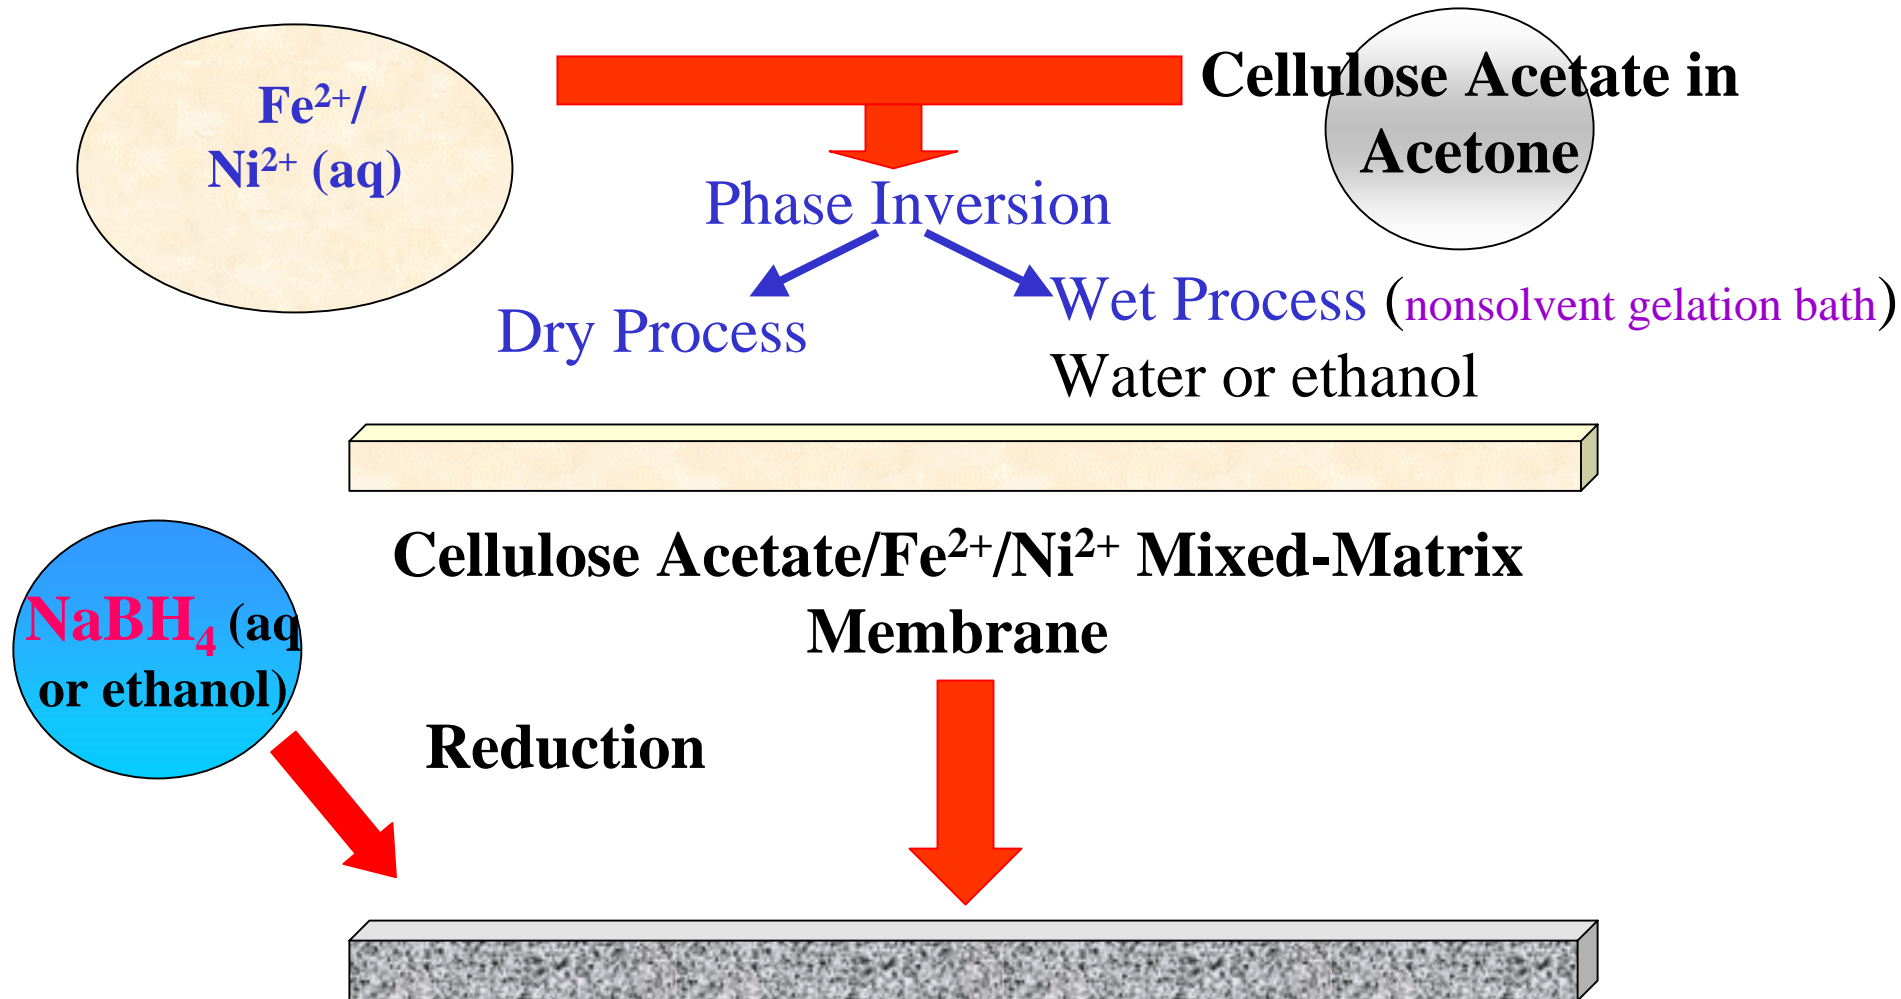 Fe²⁺/
Ni²⁺ (aq)
Cellulose Acetate in
Acetone
Phase Inversion
Dry Process
Wet Process (nonsolvent gelation bath)
Water or ethanol
Cellulose Acetate/Fe²⁺/Ni²⁺ Mixed-Matrix
Membrane
NaBH₄ (aq
or ethanol)
Reduction